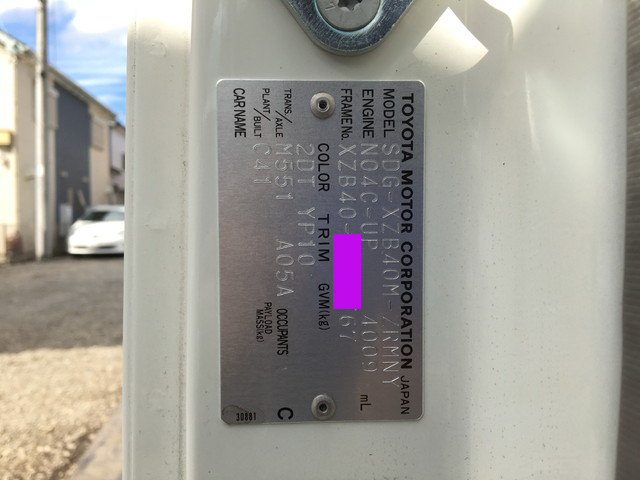 TOYOTA MOTOR CORPORATION JAPAN
MODEL SDG-XZB40M-ZRMNY
ENGINE N04C-UP 4009 mL
FRAME No. XZB40- 67
COLOR TRIM GVM(kg)
2DT YP10
TRANS./AXLE M551 A05A OCCUPANTS
PLANT/BUILT C41 PAYLOAD MASS(kg)
CAR NAME C
30881